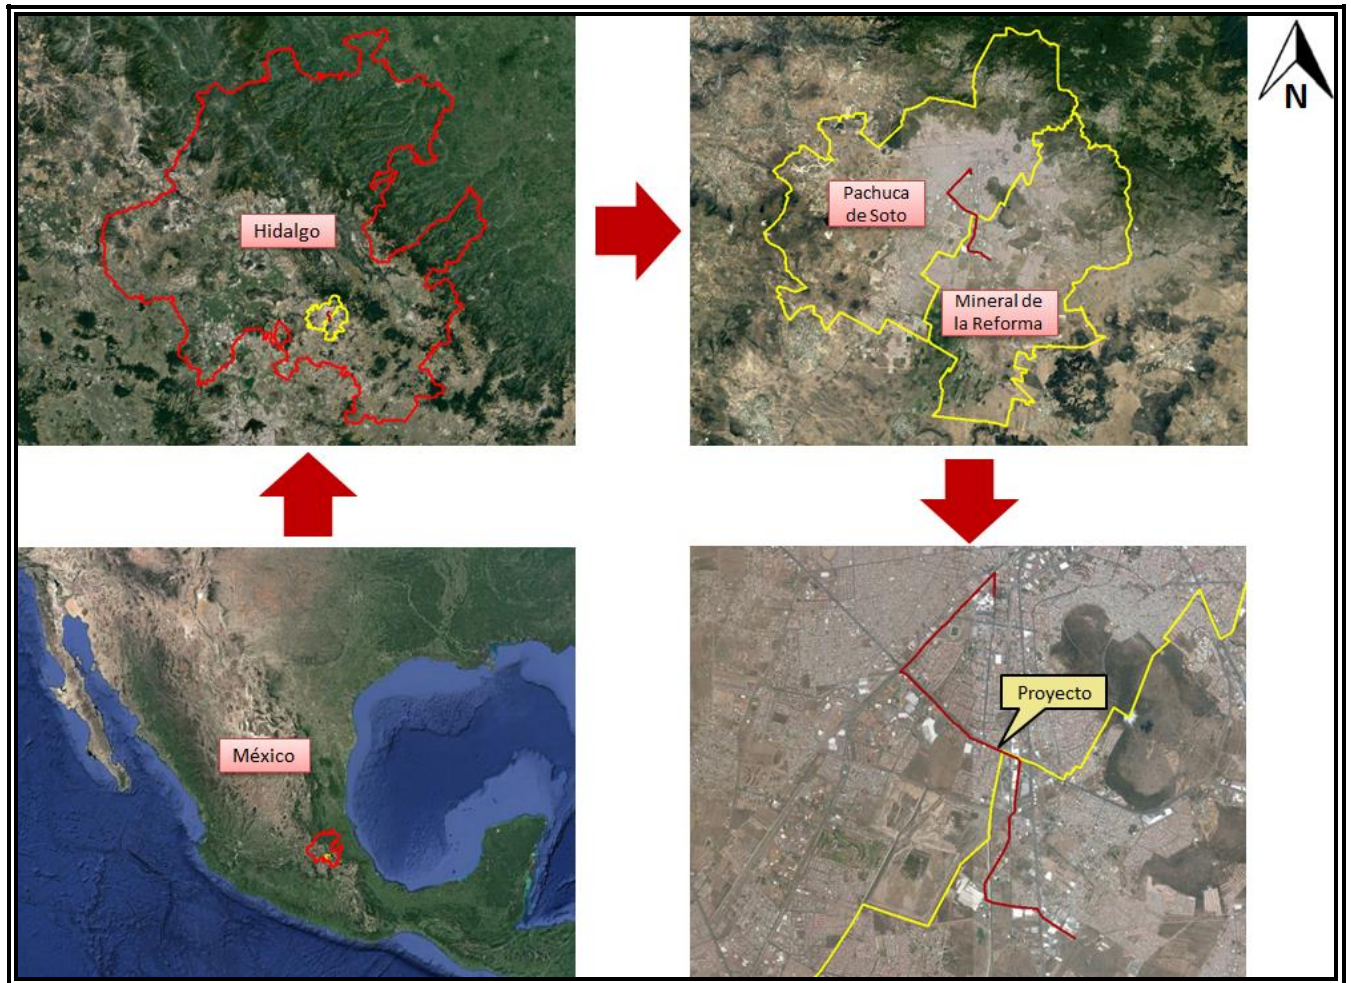 Hidalgo
Pachuca
de Soto
Mineral de
la Reforma
N
México
Proyecto